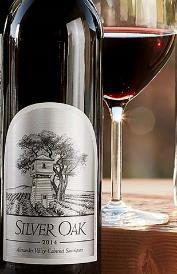 SILVER OAK
2014
Alexander Valley Cabernet Sauvignon